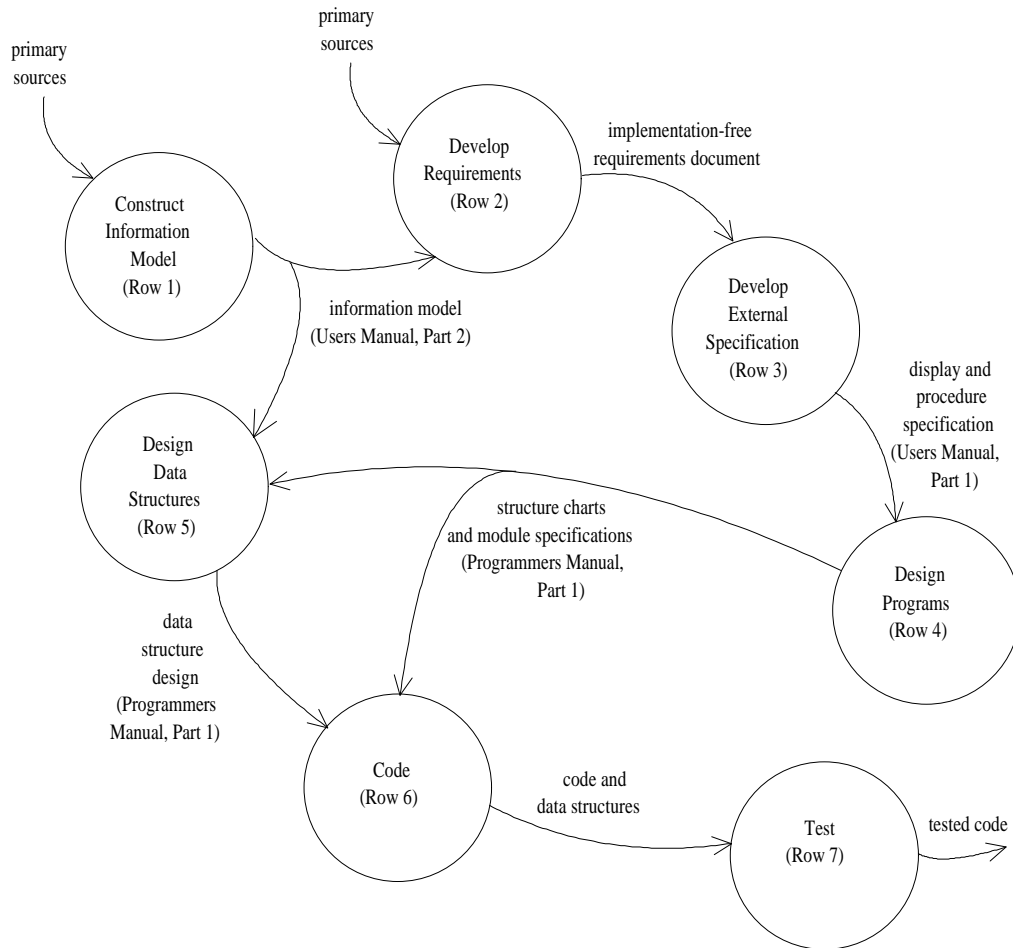 primary
sources
primary
sources
Construct
Information
Model
(Row 1)
Develop
Requirements
(Row 2)
implementation-free
requirements document
Develop
External
Specification
(Row 3)
information model
(Users Manual, Part 2)
display and
procedure
specification
(Users Manual,
Part 1)
Design
Data
Structures
(Row 5)
structure charts
and module specifications
(Programmers Manual,
Part 1)
Design
Programs
(Row 4)
data
structure
design
(Programmers
Manual, Part 1)
Code
(Row 6)
code and
data structures
Test
(Row 7)
tested code